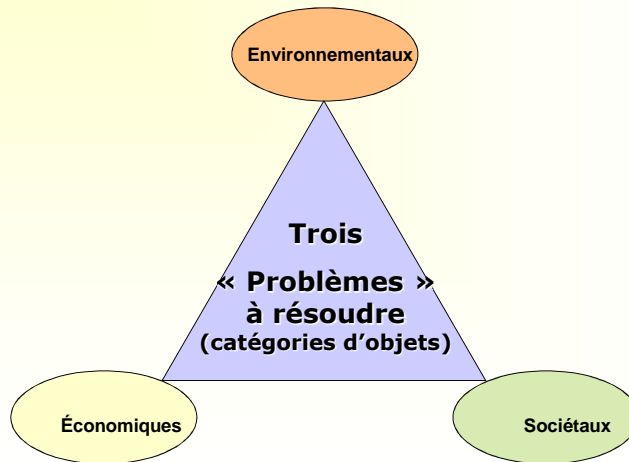 Environnementaux
Trois
« Problèmes »
à résoudre
(catégories d’objets)
Économiques
Sociétaux